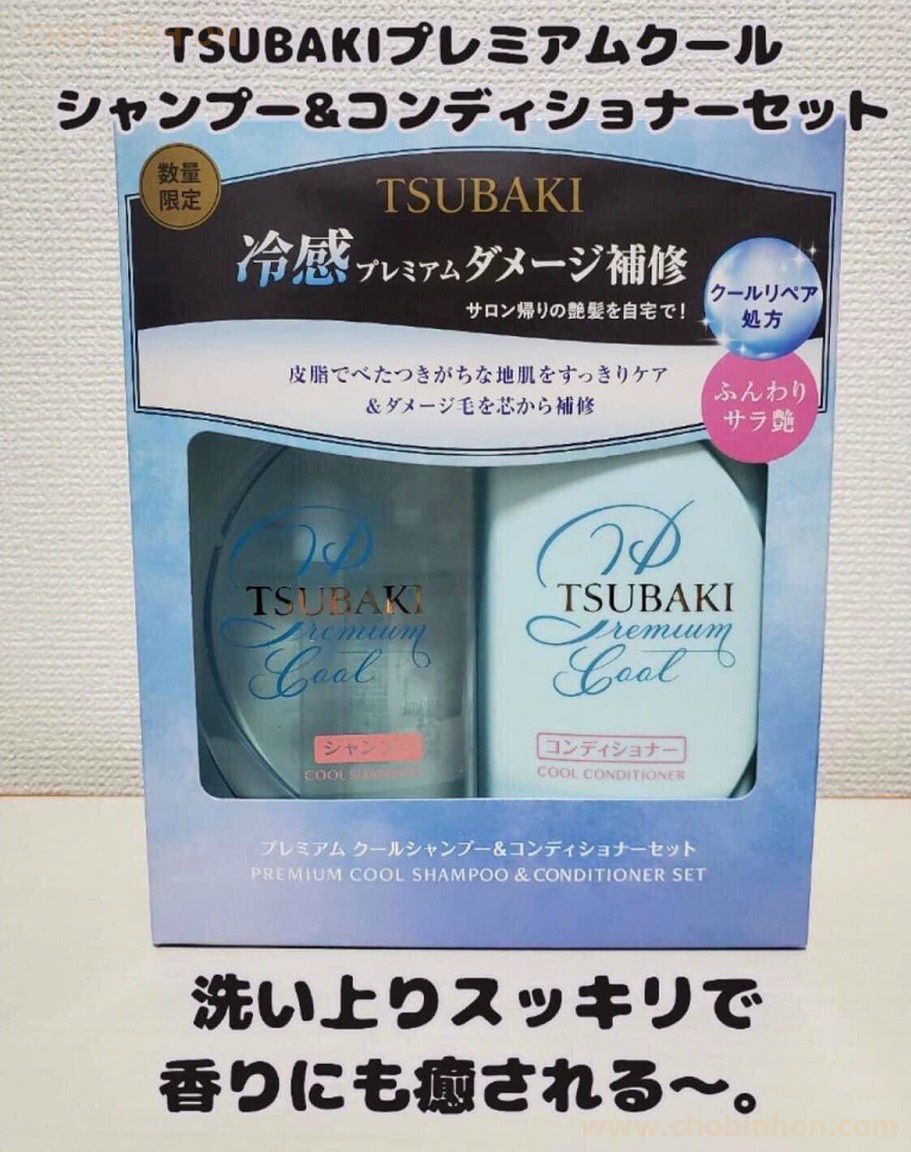 TSUBAKIプレミアムクール
シャンプー&コンディショナーセット
数量
限定
TSUBAKI
冷感プレミアムダメージ補修
サロン帰りの艶髪を自宅で!
クールリペア
処方
皮脂でべたつきがちな地肌をすっきりケア
&ダメージ毛を芯から補修
ふんわり
サラ艶
TSUBAKI
Premium
Cool
シャンプー
COOL SHAMPOO
TSUBAKI
Premium
Cool
コンディショナー
COOL CONDITIONER
プレミアム クールシャンプー&コンディショナーセット
PREMIUM COOL SHAMPOO & CONDITIONER SET
洗い上りスッキリで
香りにも癒される〜。
www.chobinhon.com